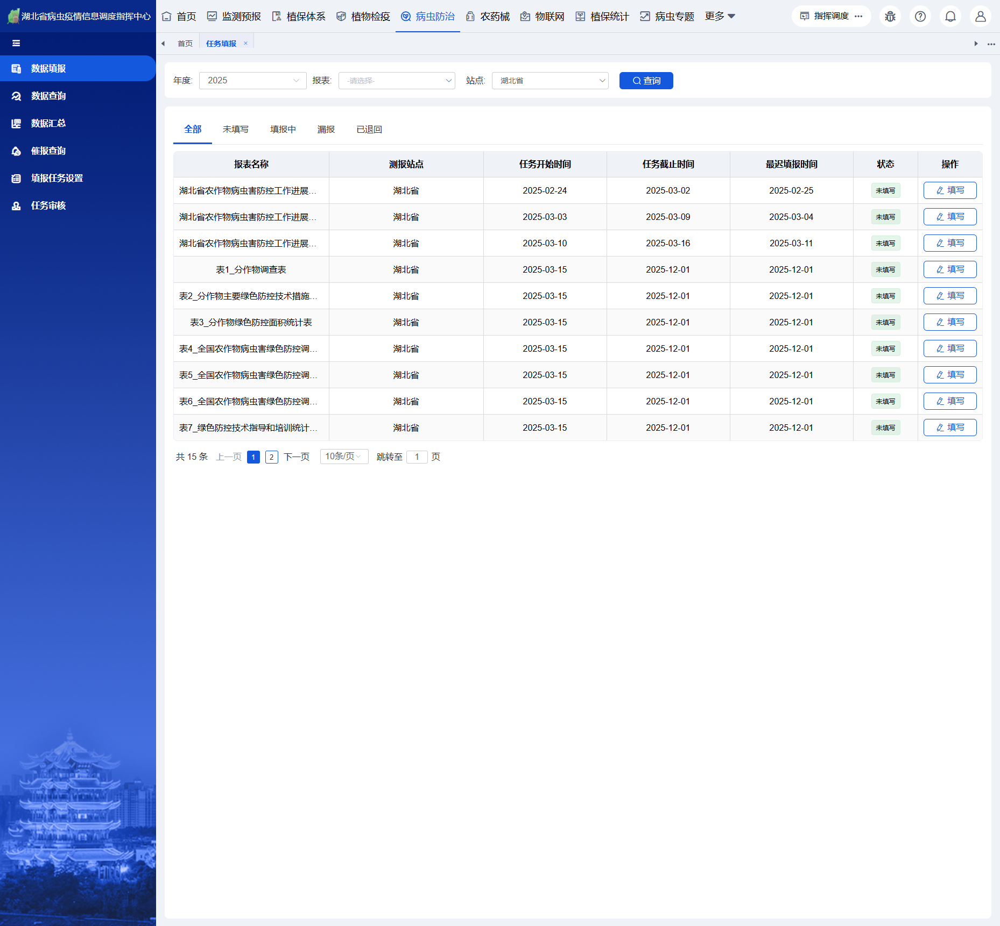 湖北省病虫疫情信息调度指挥中心
首页 监测预报 植保体系 植物检疫 病虫防治 农药械 物联网 植保统计 病虫专题 更多
指挥调度
首页 任务填报
数据填报
数据查询
数据汇总
催报查询
填报任务设置
任务审核
年度: 2025 报表: -请选择- 站点: 湖北省 查询
全部 未填写 填报中 漏报 已退回
报表名称 测报站点 任务开始时间 任务截止时间 最迟填报时间 状态 操作
湖北省农作物病虫害防控工作进展... 湖北省 2025-02-24 2025-03-02 2025-02-25 未填写 填写
湖北省农作物病虫害防控工作进展... 湖北省 2025-03-03 2025-03-09 2025-03-04 未填写 填写
湖北省农作物病虫害防控工作进展... 湖北省 2025-03-10 2025-03-16 2025-03-11 未填写 填写
表1_分作物调查表 湖北省 2025-03-15 2025-12-01 2025-12-01 未填写 填写
表2_分作物主要绿色防控技术措施... 湖北省 2025-03-15 2025-12-01 2025-12-01 未填写 填写
表3_分作物绿色防控面积统计表 湖北省 2025-03-15 2025-12-01 2025-12-01 未填写 填写
表4_全国农作物病虫害绿色防控调... 湖北省 2025-03-15 2025-12-01 2025-12-01 未填写 填写
表5_全国农作物病虫害绿色防控调... 湖北省 2025-03-15 2025-12-01 2025-12-01 未填写 填写
表6_全国农作物病虫害绿色防控调... 湖北省 2025-03-15 2025-12-01 2025-12-01 未填写 填写
表7_绿色防控技术指导和培训统计... 湖北省 2025-03-15 2025-12-01 2025-12-01 未填写 填写
共 15 条 上一页 1 2 下一页 10条/页 跳转至 1 页